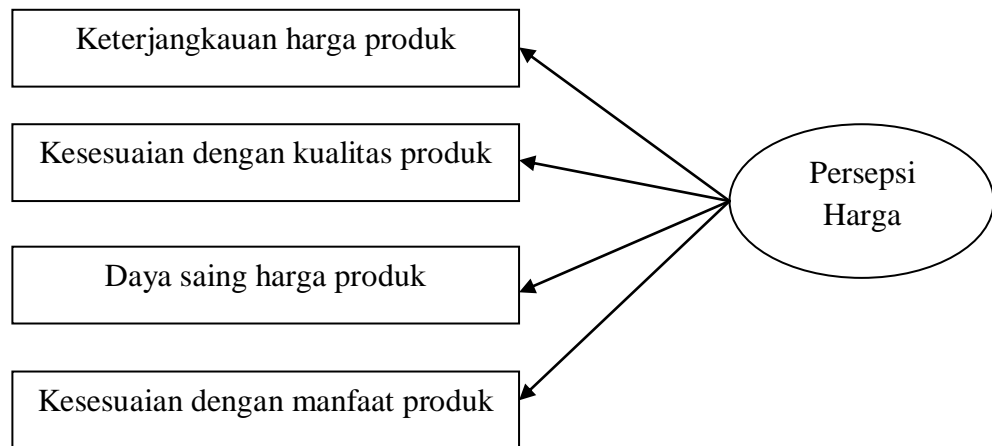 Keterjangkauan harga produk
Kesesuaian dengan kualitas produk
Daya saing harga produk
Kesesuaian dengan manfaat produk
Persepsi
Harga